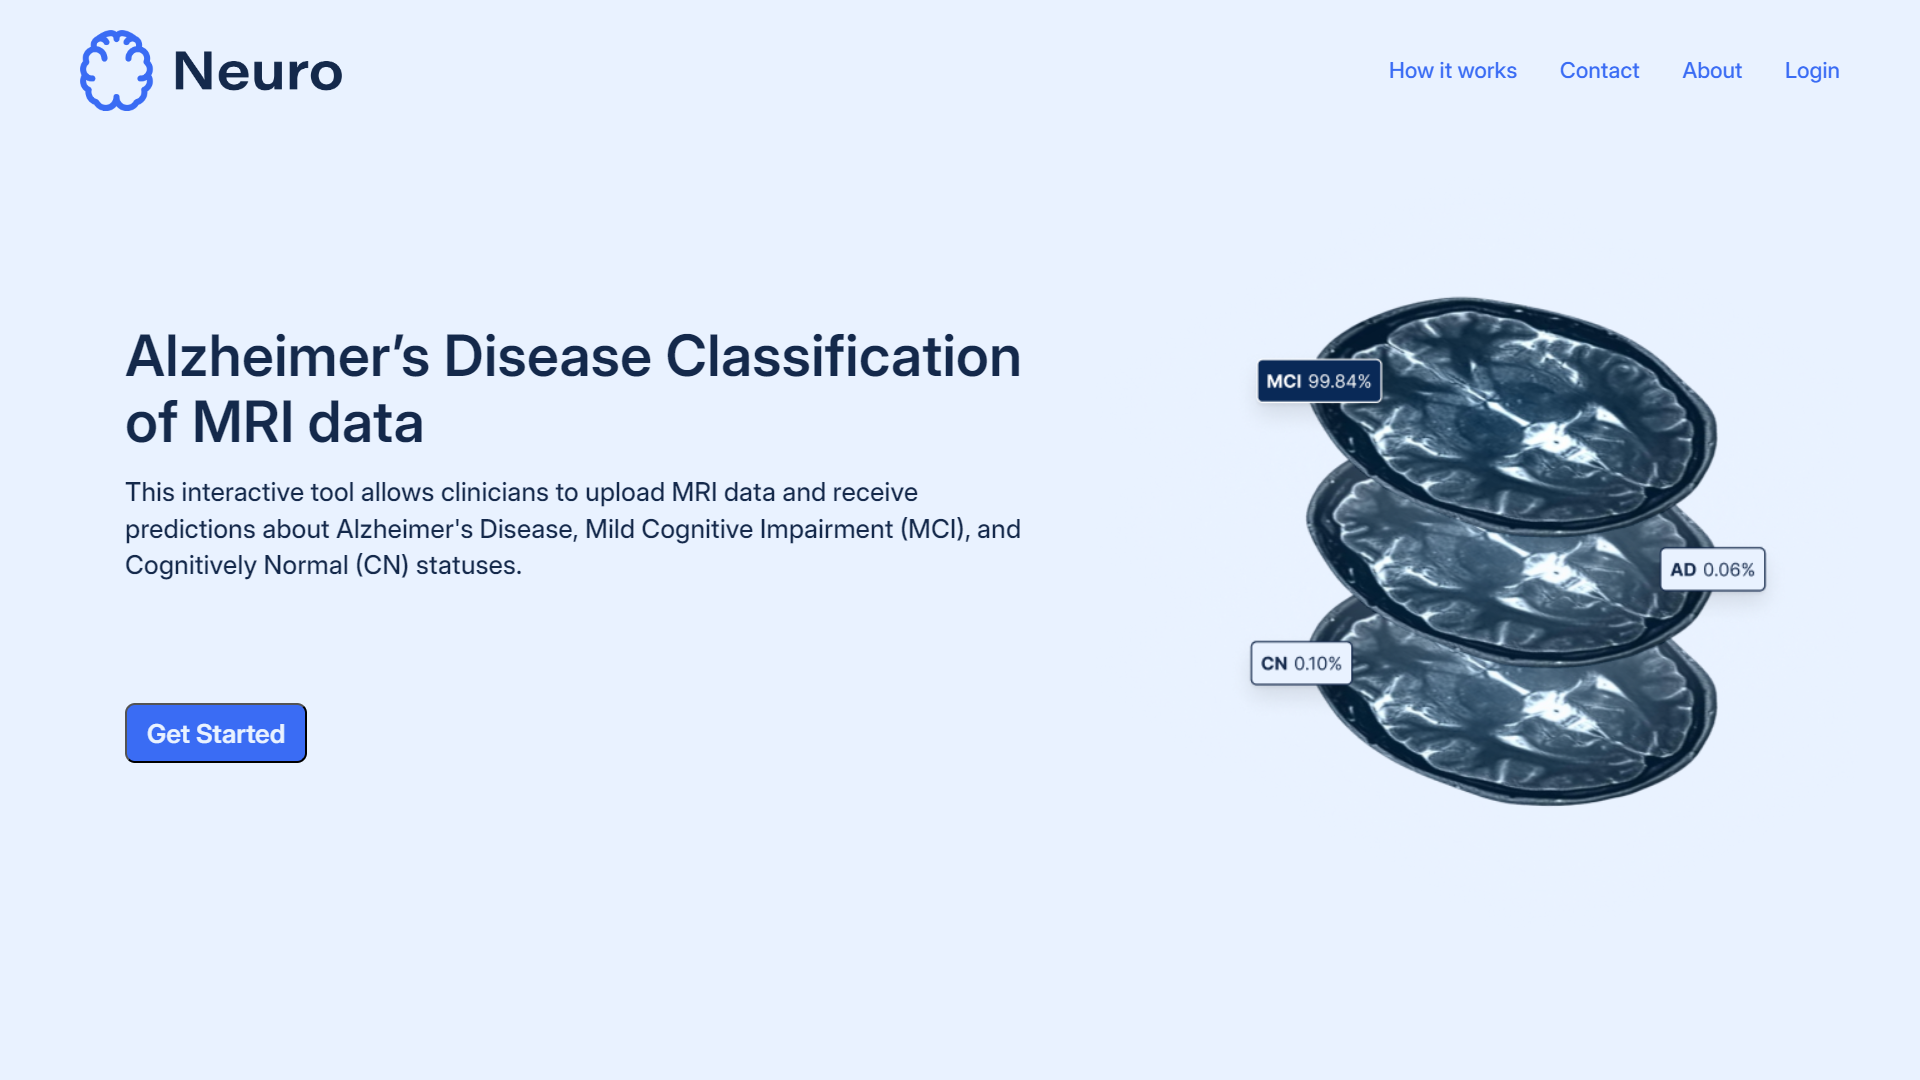 Neuro
How it works
Contact
About
Login
Alzheimer’s Disease Classification
of MRI data
This interactive tool allows clinicians to upload MRI data and receive
predictions about Alzheimer's Disease, Mild Cognitive Impairment (MCI), and
Cognitively Normal (CN) statuses.
Get Started
MCI 99.84%
AD 0.06%
CN 0.10%